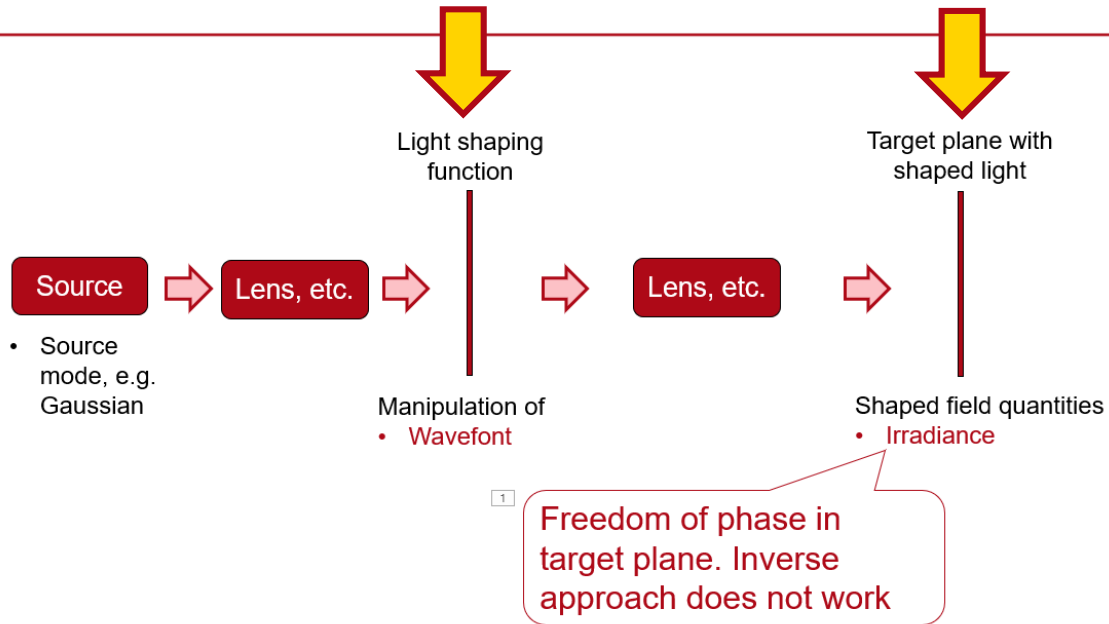 Light shaping
function
Target plane with
shaped light
Source
Lens, etc.
Lens, etc.
• Source
mode, e.g.
Gaussian
Manipulation of
• Wavefont
Shaped field quantities
• Irradiance
1
Freedom of phase in
target plane. Inverse
approach does not work